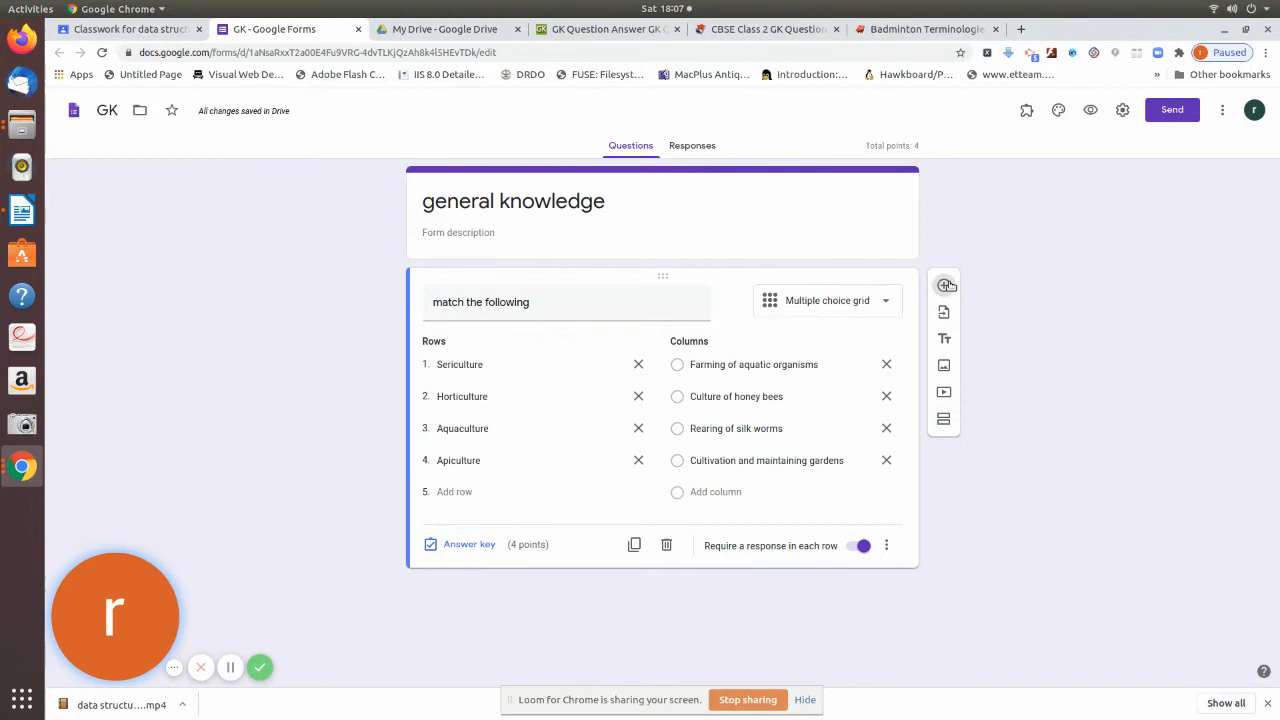 Activities
Google Chrome
Sat 18:07
Classwork for data struct
GK - Google Forms
My Drive - Google Drive
GK Question Answer GK Q
CBSE Class 2 GK Question
Badminton Terminologie
docs.google.com/forms/d/1aNsaRxxT2a00E4Fu9VRG-4dvTLKjQzAh8k4lSHEvTDk/edit
Paused
Apps
Untitled Page
Visual Web De...
Adobe Flash C...
IIS 8.0 Detaile...
DRDO
FUSE: Filesyst...
MacPlus Antiq...
Introduction:...
Hawkboard/P...
www.etteam.…
»
Other bookmarks
GK
All changes saved in Drive
Send
r
Questions
Responses
Total points: 4
general knowledge
Form description
match the following
Multiple choice grid
Rows
Columns
1. Sericulture
Farming of aquatic organisms
2. Horticulture
Culture of honey bees
3. Aquaculture
Rearing of silk worms
4. Apiculture
Cultivation and maintaining gardens
5. Add row
Add column
Answer key
(4 points)
Require a response in each row
r
Loom for Chrome is sharing your screen.
Stop sharing
Hide
data structu....mp4
Show all